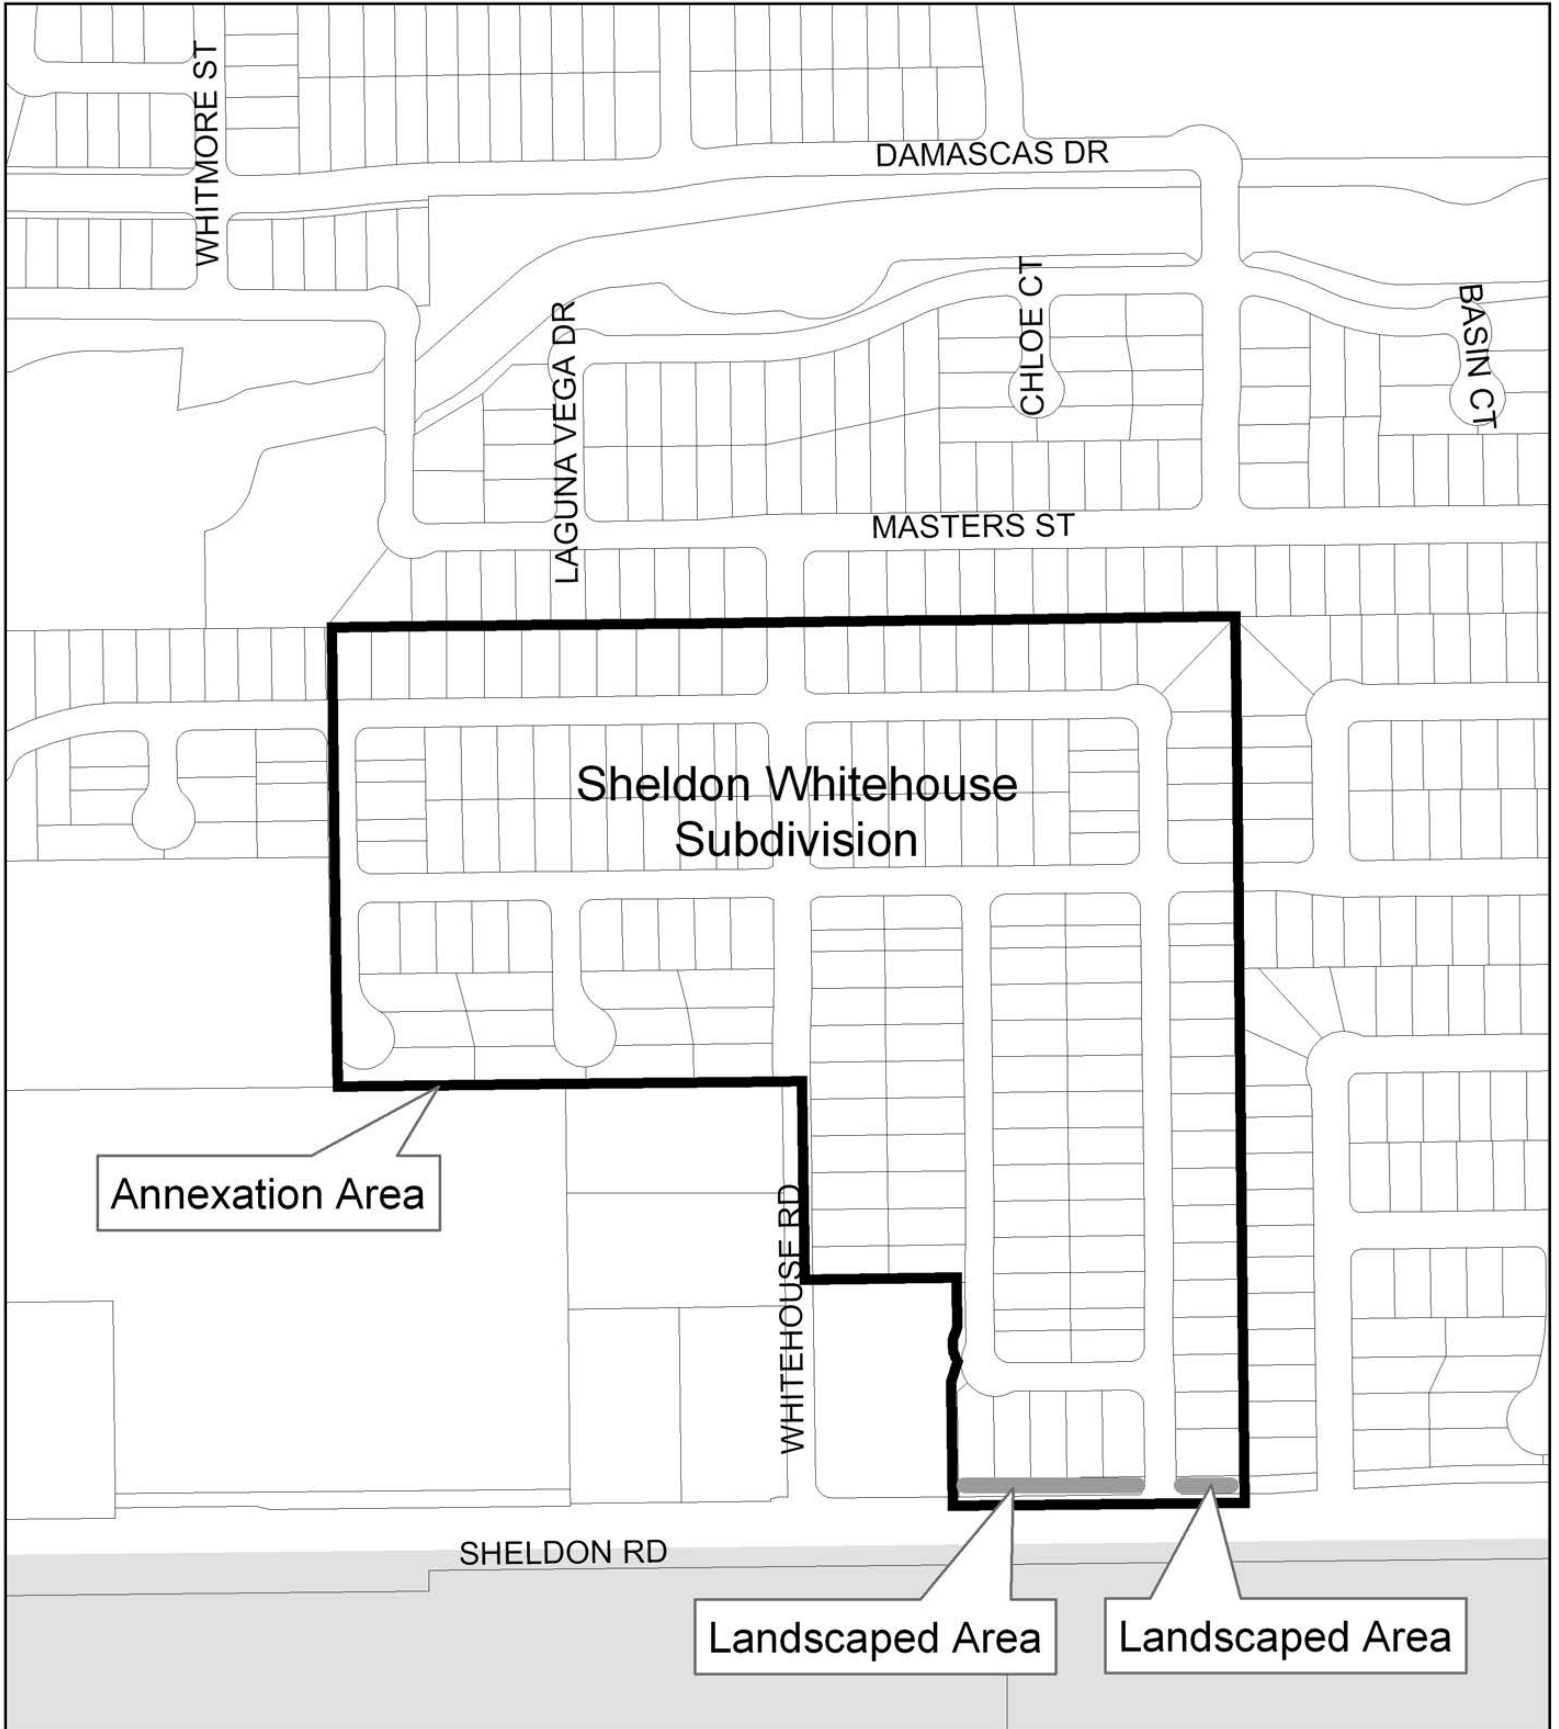 WHITMORE ST
DAMASCAS DR
CHLOE CT
BASIN CT
LAGUNA VEGA DR
MASTERS ST
Sheldon Whitehouse
Subdivision
Annexation Area
WHITEHOUSE RD
SHELDON RD
Landscaped Area
Landscaped Area